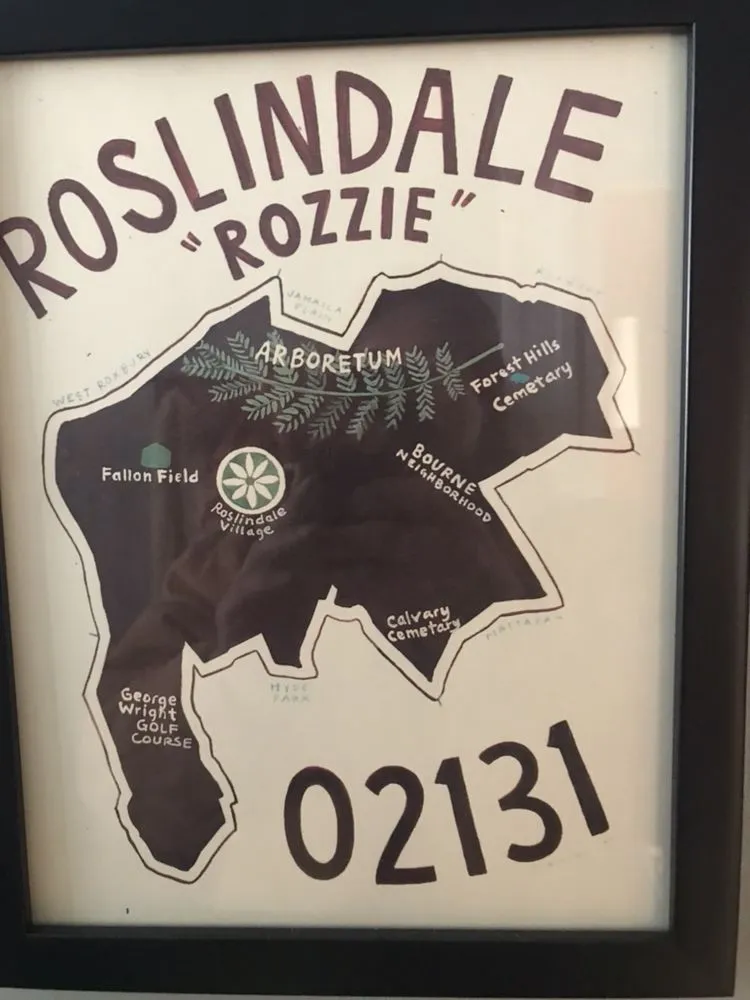 ROSLINDALE
"ROZZIE"
JAMAICA
PLAIN
WEST ROXBURY
ARBORETUM
Forest Hills
Cemetary
Fallon Field
BOURNE
NEIGHBORHOOD
Roslindale
Village
Calvary
Cemetary
HYDE
PARK
George
Wright
GOLF
COURSE
02131